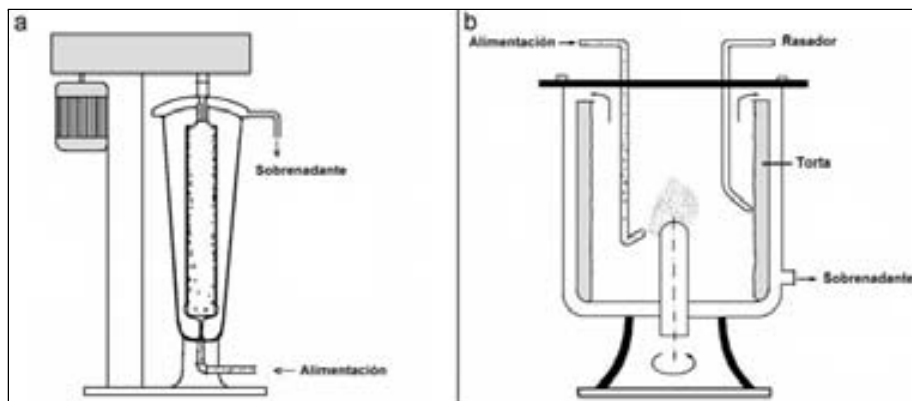 a
Sobrenadante
Alimentación
b
Alimentación
Rasador
Torta
Sobrenadante